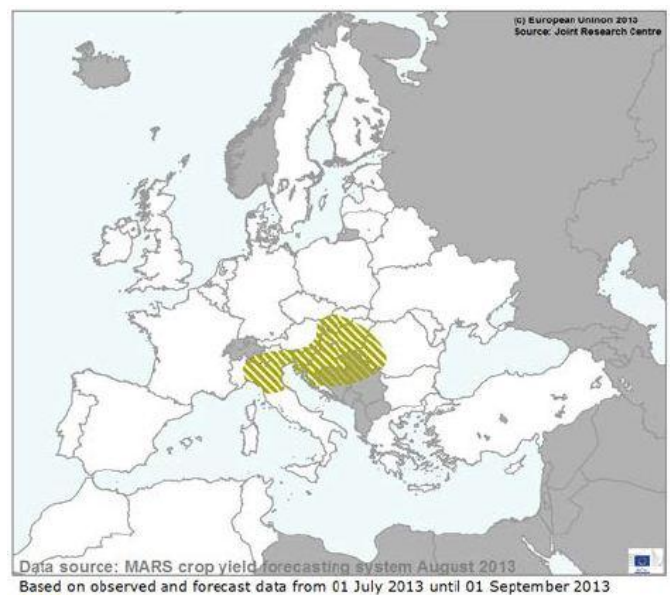 (c) European Uninon 2013
Source: Joint Research Centre
Data source: MARS crop yield forecasting system August 2013
Based on observed and forecast data from 01 July 2013 until 01 September 2013